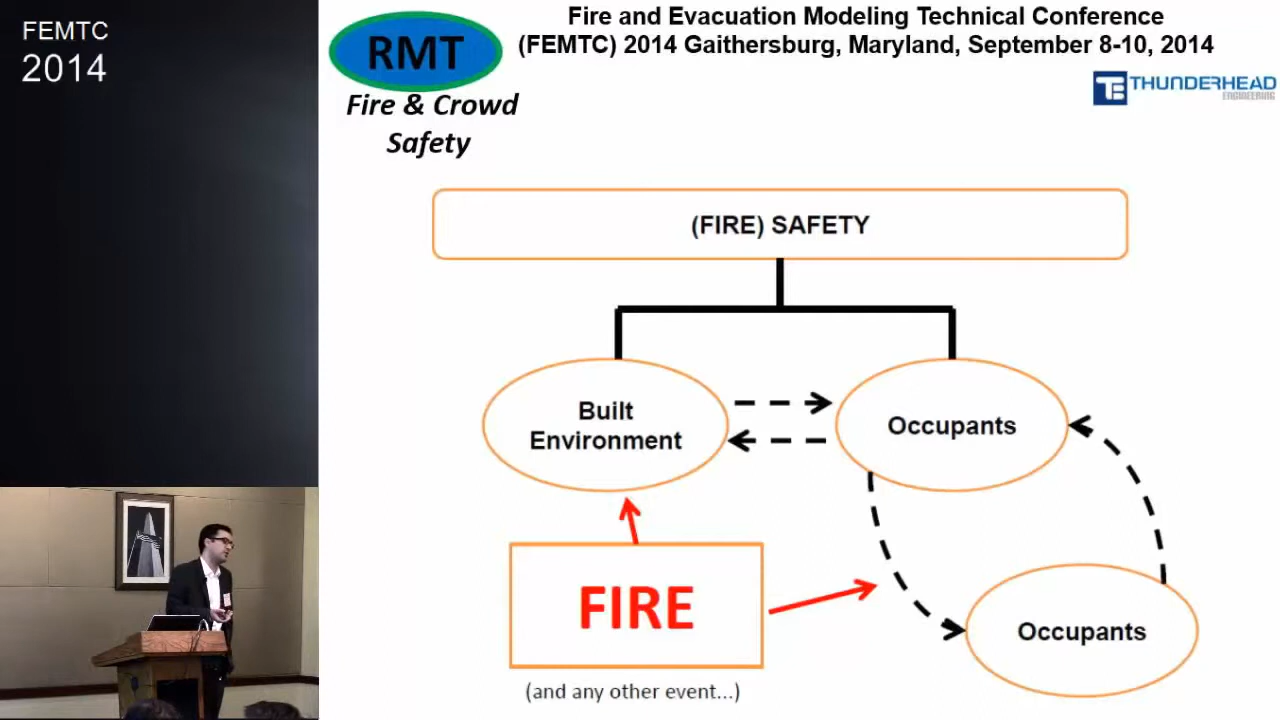 FEMTC
2014
RMT
Fire & Crowd
Safety
Fire and Evacuation Modeling Technical Conference
(FEMTC) 2014 Gaithersburg, Maryland, September 8-10, 2014
THUNDERHEAD
ENGINEERING
(FIRE) SAFETY
Built
Environment
Occupants
FIRE
Occupants
(and any other event...)